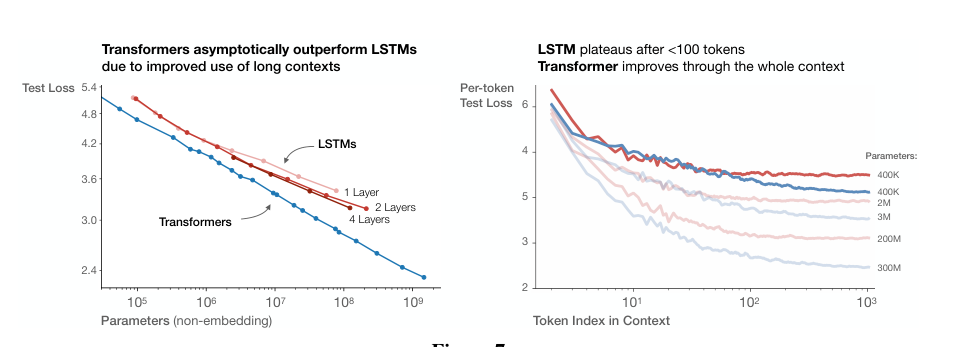 Transformers asymptotically outperform LSTMs
due to improved use of long contexts
Test Loss
5.4
4.8
4.2
3.6
3.0
2.4
LSTMs
1 Layer
2 Layers
4 Layers
Transformers
10^5 10^6 10^7 10^8 10^9
Parameters (non-embedding)
LSTM plateaus after <100 tokens
Transformer improves through the whole context
Per-token
Test Loss
6
4
5
3
2
Parameters:
400K
400K
2M
3M
200M
300M
10^1 10^2 10^3
Token Index in Context